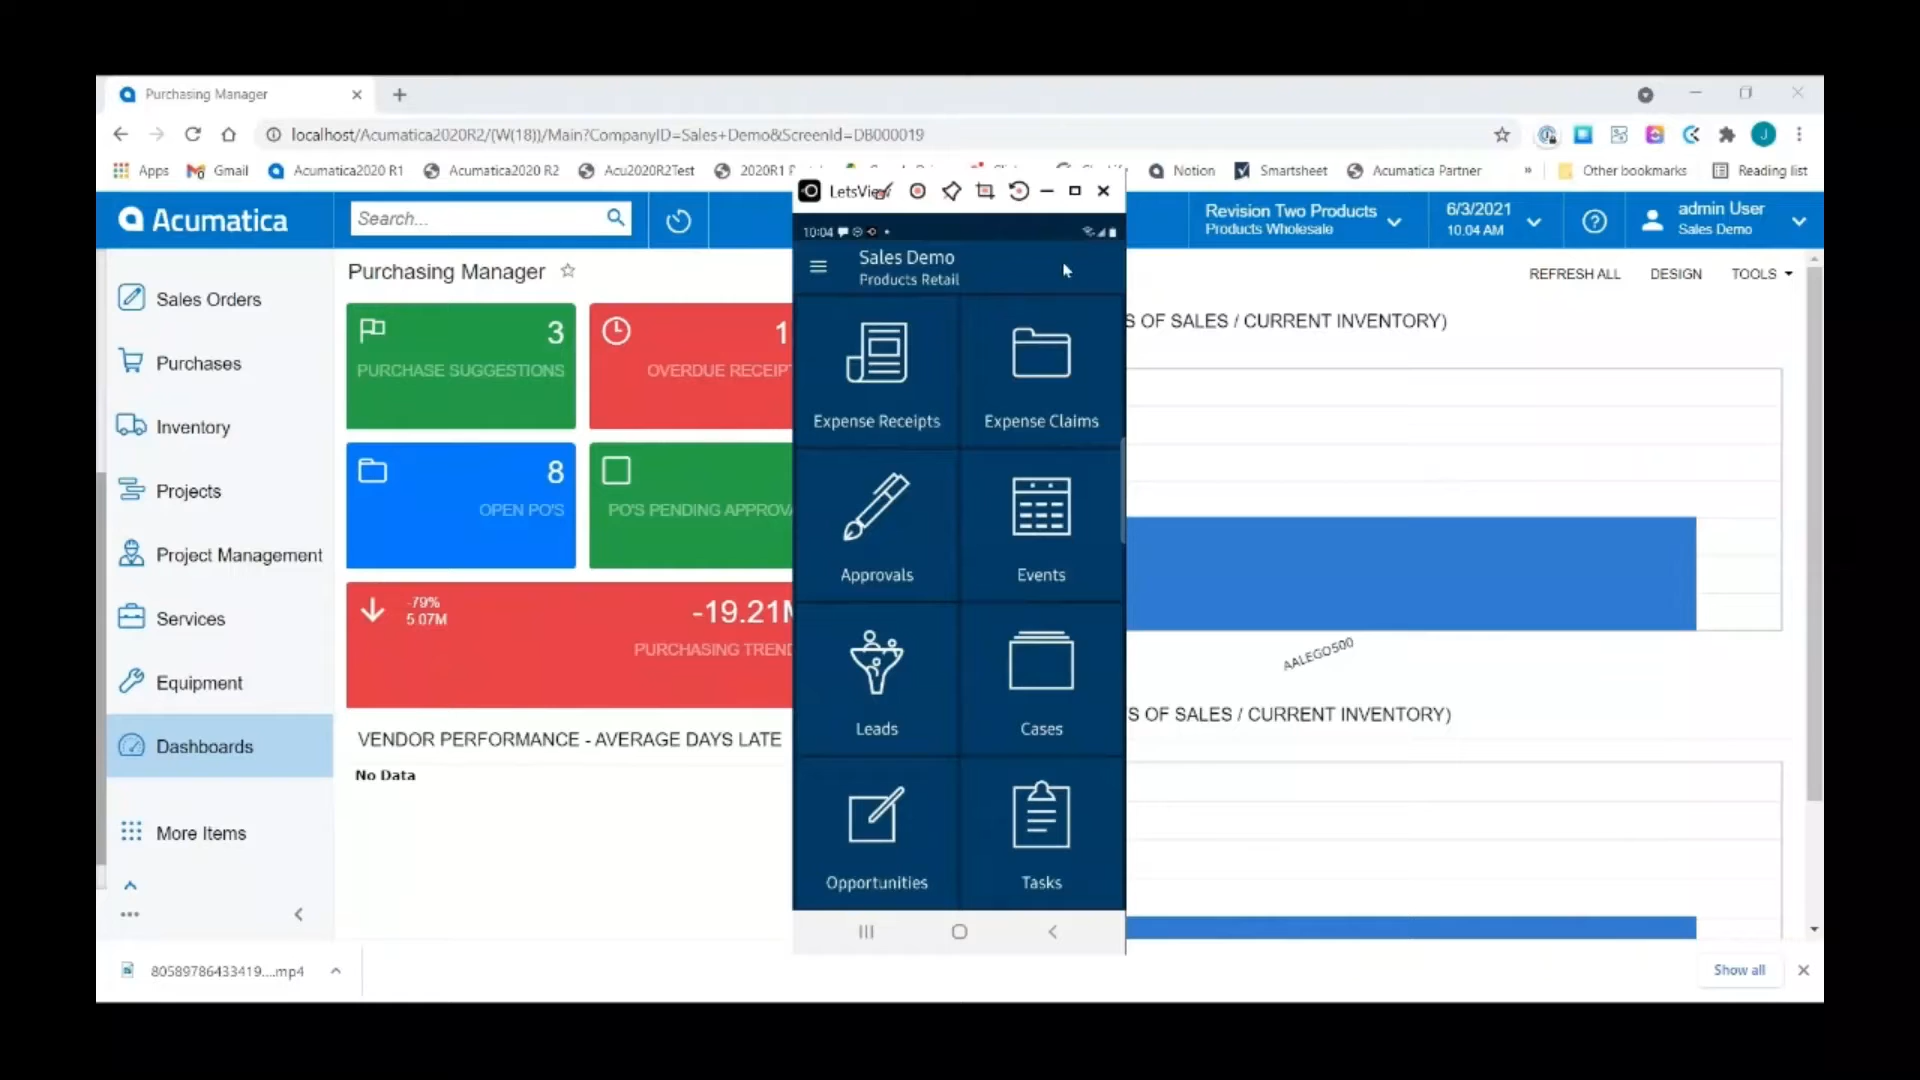 Purchasing Manager
localhost/Acumatica2020R2/(W(18))/Main?CompanyID=Sales+Demo&ScreenId=DB000019
J
Apps
Gmail
Acumatica2020 R1
Acumatica2020 R2
Acu2020R2Test
2020R1
Notion
Smartsheet
Acumatica Partner
»
Other bookmarks
Reading list
LetsView
Acumatica
Search...
Revision Two Products
Products Wholesale
6/3/2021
10:04 AM
admin User
Sales Demo
Sales Orders
Purchases
Inventory
Projects
Project Management
Services
Equipment
Dashboards
More Items
Purchasing Manager
REFRESH ALL
DESIGN
TOOLS
3
PURCHASE SUGGESTIONS
1
OVERDUE RECEIPT
8
OPEN PO'S
PO'S PENDING APPROVA
-79%
5.07M
-19.21M
PURCHASING TREND
VENDOR PERFORMANCE - AVERAGE DAYS LATE
No Data
10:04
Sales Demo
Products Retail
Expense Receipts
Expense Claims
Approvals
Events
Leads
Cases
Opportunities
Tasks
S OF SALES / CURRENT INVENTORY)
AALEGO500
S OF SALES / CURRENT INVENTORY)
80589786433419....mp4
Show all